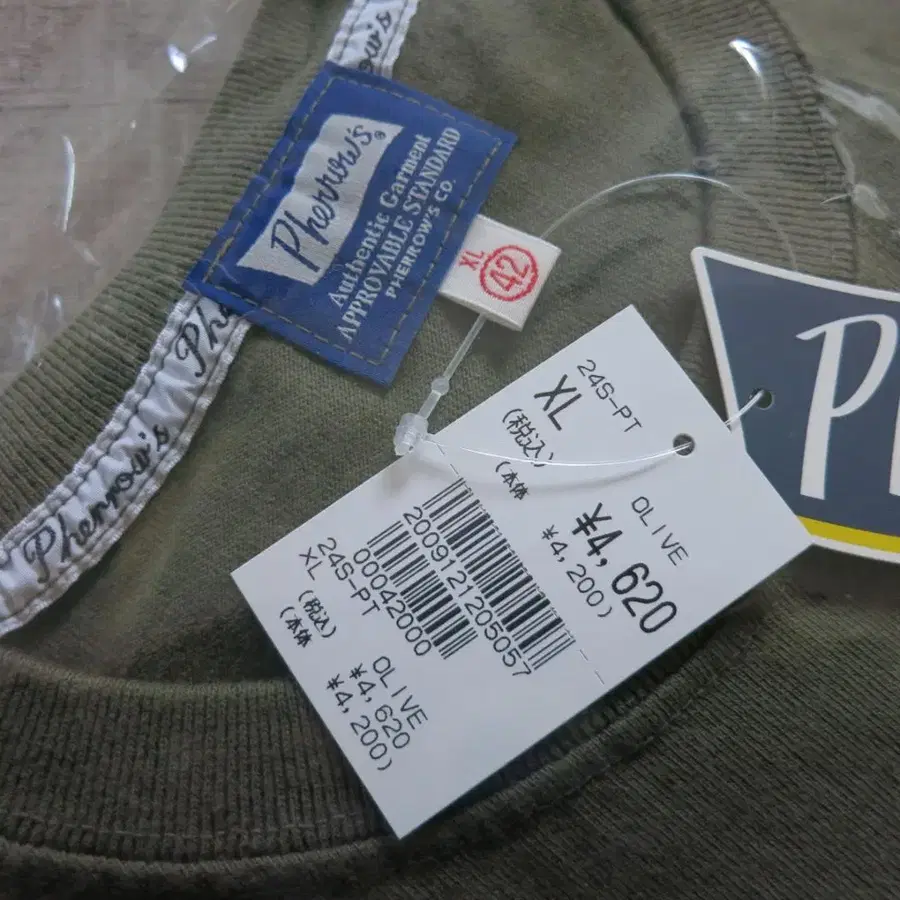 Pherrow's
Pherrow's®
Authentic Garment
APPROVABLE STANDARD
PHERROW'S CO.
XL
42
Pherrow's
24S-PT
XL
OLIVE
(税込)
¥4,620
(本体
¥4,200)
2009121205057
00042000
24S-PT
OLIVE
XL
(税込)
¥4,620
(本体
¥4,200)